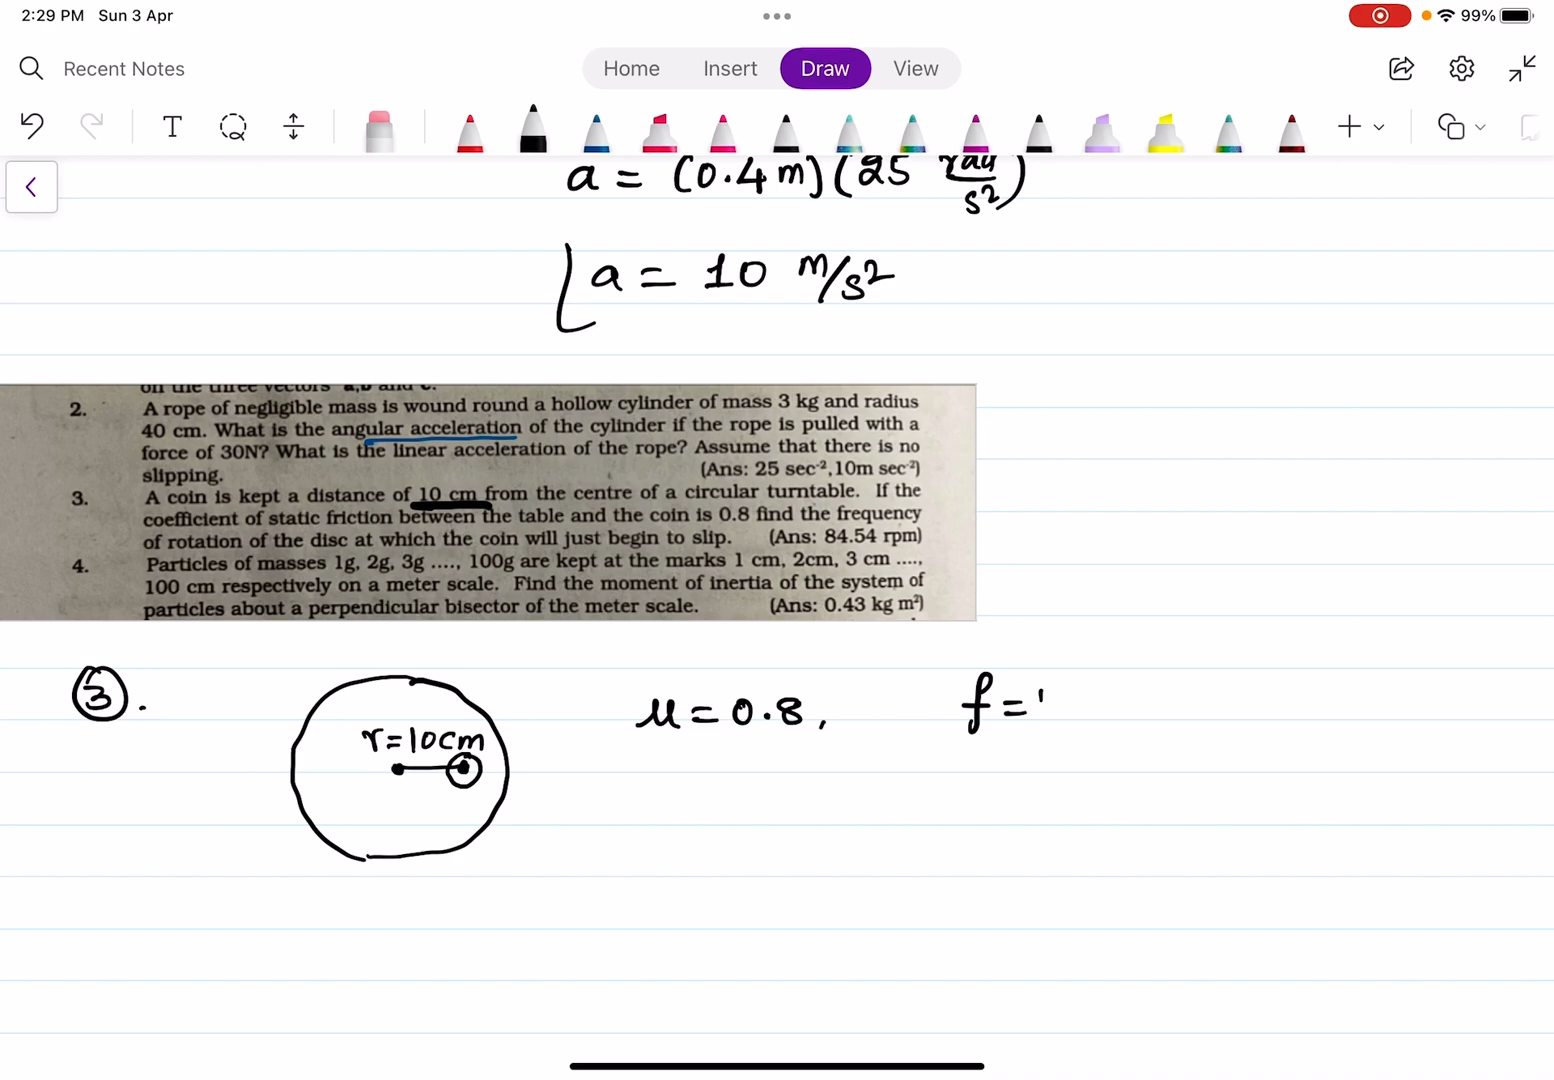 2:29 PM Sun 3 Apr
99%
Recent Notes
Home Insert Draw View
a = (0.4 m) (25 rad/s²)
a = 10 m/s²
on the three vectors a,b and c.
2. A rope of negligible mass is wound round a hollow cylinder of mass 3 kg and radius
40 cm. What is the angular acceleration of the cylinder if the rope is pulled with a
force of 30N? What is the linear acceleration of the rope? Assume that there is no
slipping. (Ans: 25 sec⁻²,10m sec⁻²)
3. A coin is kept a distance of 10 cm from the centre of a circular turntable. If the
coefficient of static friction between the table and the coin is 0.8 find the frequency
of rotation of the disc at which the coin will just begin to slip. (Ans: 84.54 rpm)
4. Particles of masses 1g, 2g, 3g ...., 100g are kept at the marks 1 cm, 2cm, 3 cm ....,
100 cm respectively on a meter scale. Find the moment of inertia of the system of
particles about a perpendicular bisector of the meter scale. (Ans: 0.43 kg m²)
3. μ = 0.8, f = '
r = 10cm